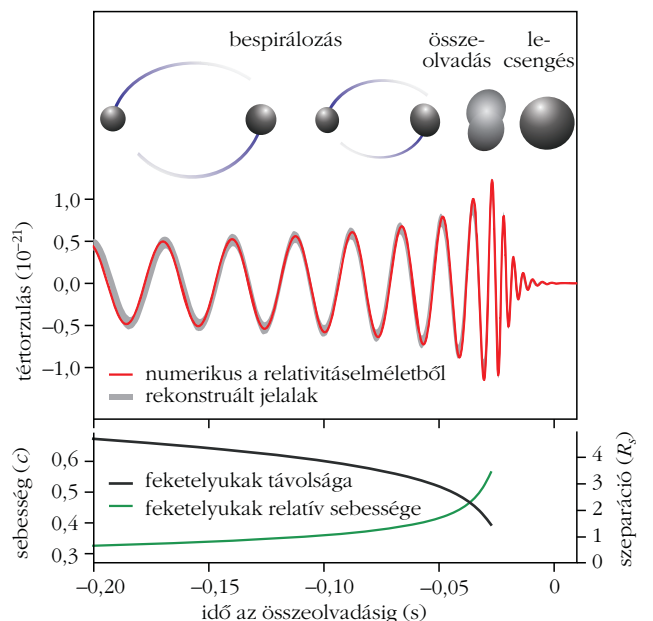 bespirálozás
össze-
olvadás
le-
csengés
tértorzulás (10⁻²¹)
1,0
0,5
0,0
−0,5
−1,0
numerikus a relativitáselméletből
rekonstruált jelalak
sebesség (c)
0,6
0,5
0,4
0,3
feketelyukak távolsága
feketelyukak relatív sebessége
4
3
2
1
0
szeparáció (Rₛ)
−0,20 −0,15 −0,10 −0,05 0
idő az összeolvadásig (s)